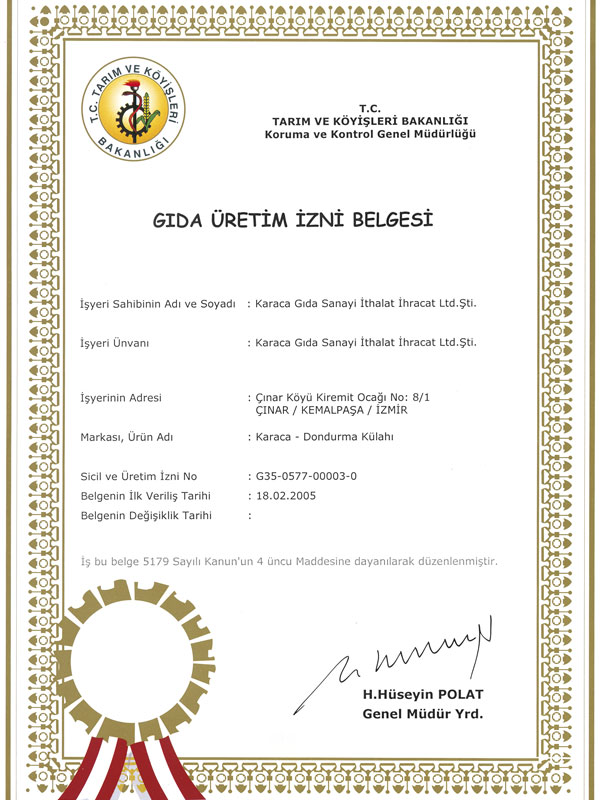 T.C. TARIM VE KÖYİŞLERİ
BAKANLIĞI
T.C.
TARIM VE KÖYİŞLERİ BAKANLIĞI
Koruma ve Kontrol Genel Müdürlüğü
GIDA ÜRETİM İZNİ BELGESİ
İşyeri Sahibinin Adı ve Soyadı : Karaca Gıda Sanayi İthalat İhracat Ltd.Şti.
İşyeri Ünvanı : Karaca Gıda Sanayi İthalat İhracat Ltd.Şti.
İşyerinin Adresi : Çınar Köyü Kiremit Ocağı No: 8/1
ÇINAR / KEMALPAŞA / İZMİR
Markası, Ürün Adı : Karaca - Dondurma Külahı
Sicil ve Üretim İzni No : G35-0577-00003-0
Belgenin İlk Veriliş Tarihi : 18.02.2005
Belgenin Değişiklik Tarihi :
İş bu belge 5179 Sayılı Kanun'un 4 üncu Maddesine dayanılarak düzenlenmiştir.
H.Hüseyin POLAT
Genel Müdür Yrd.